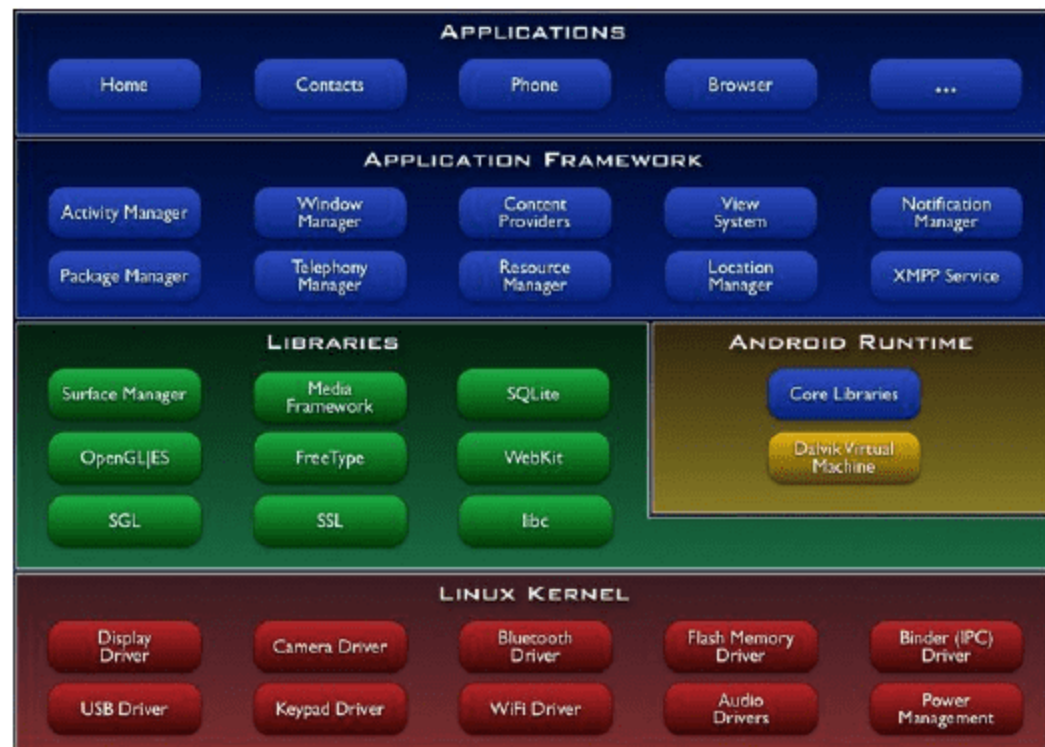 APPLICATIONS
Home
Contacts
Phone
Browser
...
APPLICATION FRAMEWORK
Activity Manager
Window
Manager
Content
Providers
View
System
Notification
Manager
Package Manager
Telephony
Manager
Resource
Manager
Location
Manager
XMPP Service
LIBRARIES
Surface Manager
Media
Framework
SQLite
OpenGL|ES
FreeType
WebKit
SGL
SSL
libc
ANDROID RUNTIME
Core Libraries
Dalvik Virtual
Machine
LINUX KERNEL
Display
Driver
Camera Driver
Bluetooth
Driver
Flash Memory
Driver
Binder (IPC)
Driver
USB Driver
Keypad Driver
WiFi Driver
Audio
Drivers
Power
Management